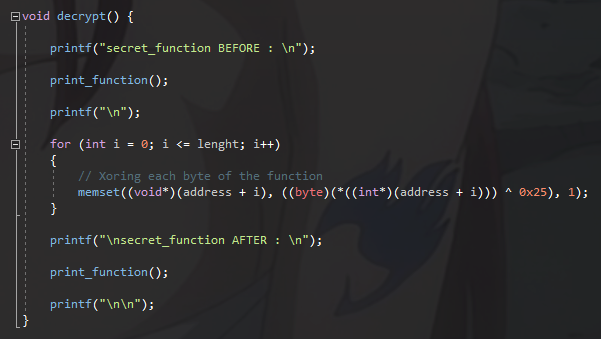 void decrypt() {
printf("secret_function BEFORE : \n");
print_function();
printf("\n");
for (int i = 0; i <= lenght; i++)
{
// Xoring each byte of the function
memset((void*)(address + i), ((byte)(*((int*)(address + i))) ^ 0x25), 1);
}
printf("\nsecret_function AFTER : \n");
print_function();
printf("\n\n");
}